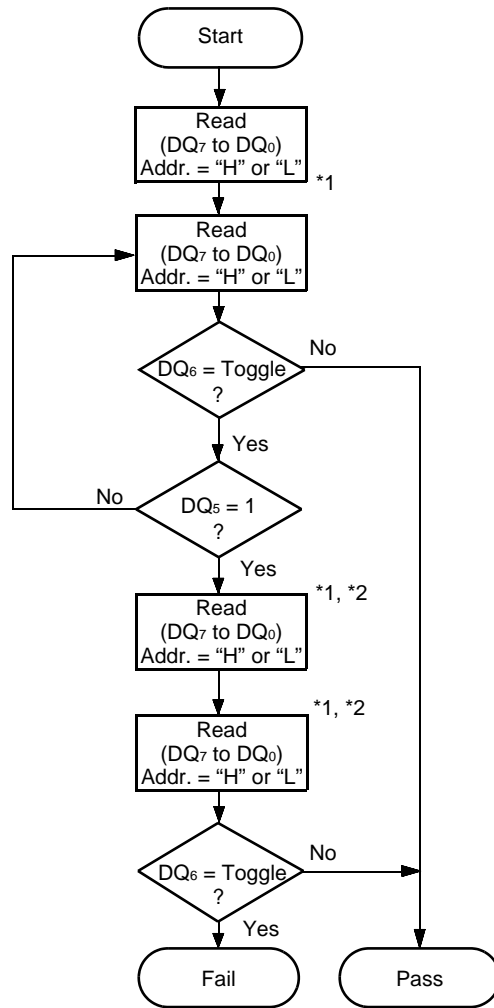 Start
Read
(DQ7 to DQ0)
Addr. = “H” or “L”
*1
Read
(DQ7 to DQ0)
Addr. = “H” or “L”
DQ6 = Toggle
?
No
Yes
DQ5 = 1
?
No
Yes
*1, *2
Read
(DQ7 to DQ0)
Addr. = “H” or “L”
*1, *2
Read
(DQ7 to DQ0)
Addr. = “H” or “L”
DQ6 = Toggle
?
No
Yes
Fail
Pass